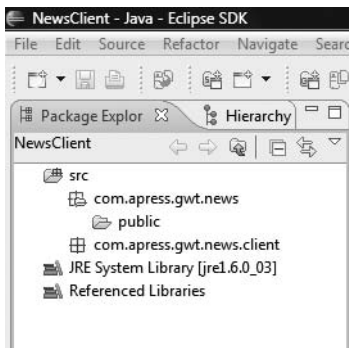 NewsClient - Java - Eclipse SDK
File Edit Source Refactor Navigate Searc
Package Explor Hierarchy
NewsClient
src
com.apress.gwt.news
public
com.apress.gwt.news.client
JRE System Library [jre1.6.0_03]
Referenced Libraries